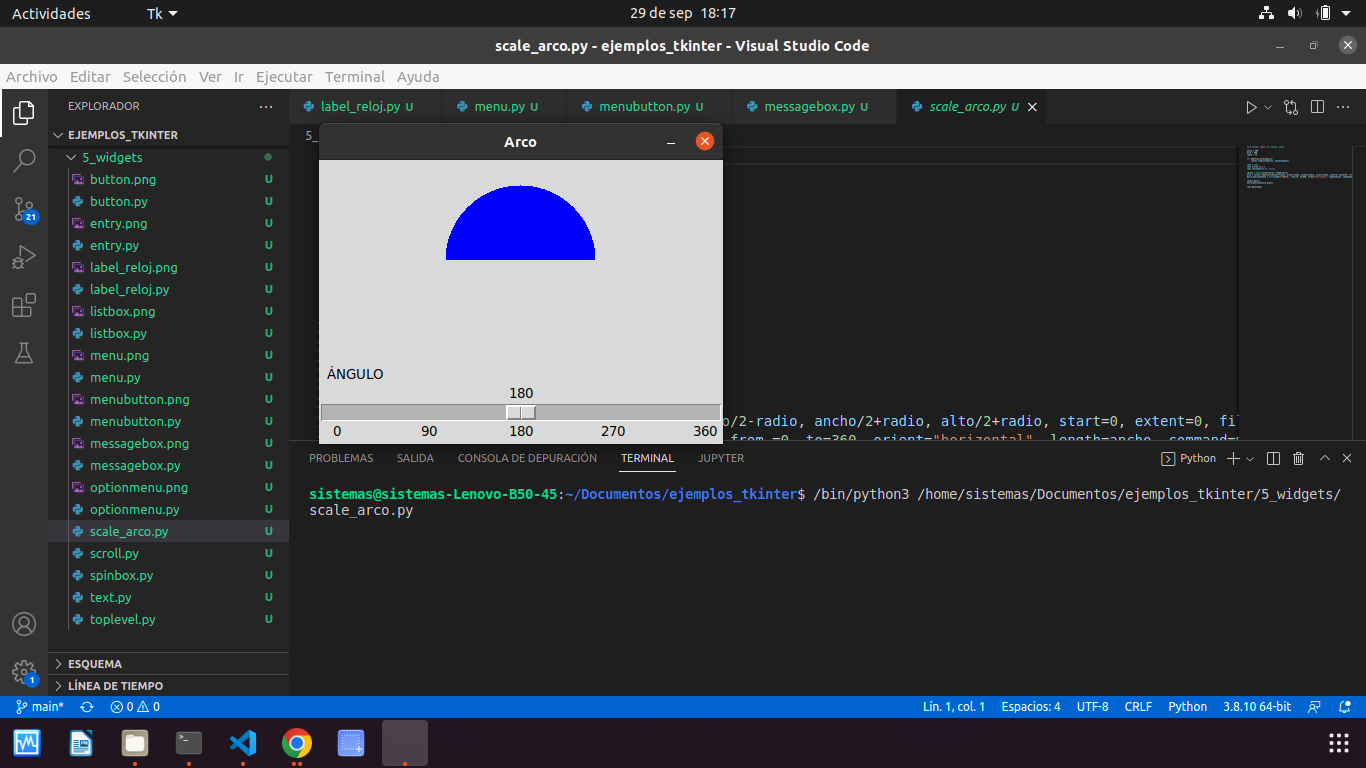 Actividades Tk 29 de sep 18:17
scale_arco.py - ejemplos_tkinter - Visual Studio Code
Archivo Editar Selección Ver Ir Ejecutar Terminal Ayuda
EXPLORADOR
EJEMPLOS_TKINTER
5_widgets
button.png U
button.py U
entry.png U
entry.py U
label_reloj.png U
label_reloj.py U
listbox.png U
listbox.py U
menu.png U
menu.py U
menubutton.png U
menubutton.py U
messagebox.png U
messagebox.py U
optionmenu.png U
optionmenu.py U
scale_arco.py U
scroll.py U
spinbox.py U
text.py U
toplevel.py U
ESQUEMA
LÍNEA DE TIEMPO
21
1
label_reloj.py U menu.py U menubutton.py U messagebox.py U scale_arco.py U
5_
Arco
ÁNGULO
180
0 90 180 270 360
o/2-radio, ancho/2+radio, alto/2+radio, start=0, extent=0, fil
from_=0, to=360, orient="horizontal", length=ancho, command=
PROBLEMAS SALIDA CONSOLA DE DEPURACIÓN TERMINAL JUPYTER Python
sistemas@sistemas-Lenovo-B50-45:~/Documentos/ejemplos_tkinter$ /bin/python3 /home/sistemas/Documentos/ejemplos_tkinter/5_widgets/
scale_arco.py
main* 0 0 Lín. 1, col. 1 Espacios: 4 UTF-8 CRLF Python 3.8.10 64-bit